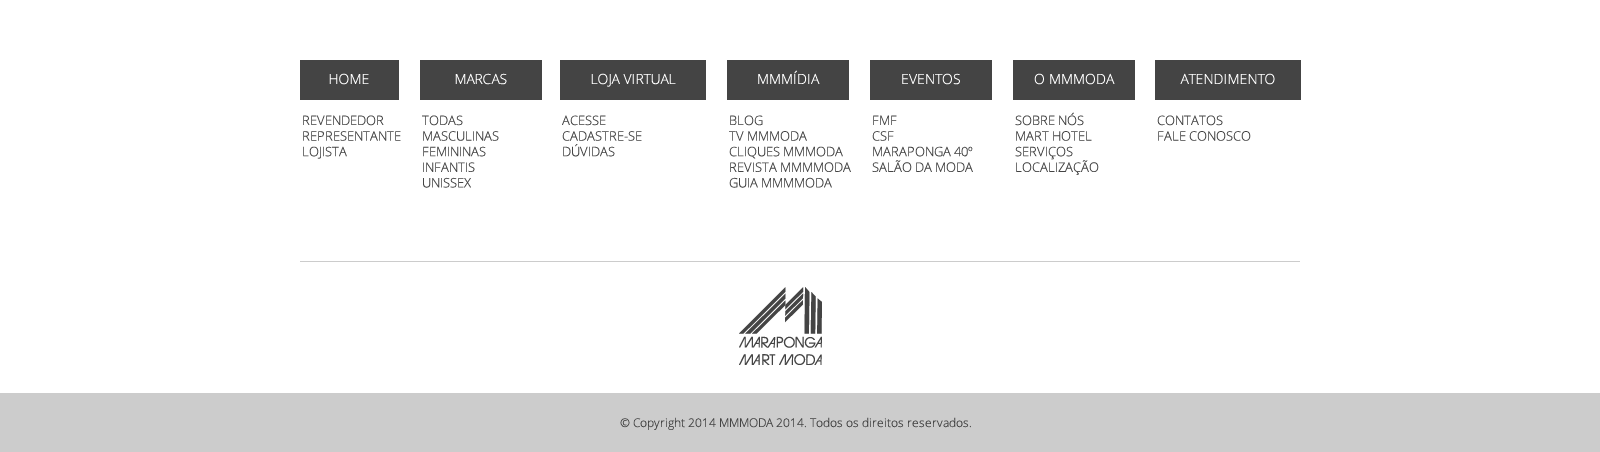 HOME
REVENDEDOR
REPRESENTANTE
LOJISTA
MARCAS
TODAS
MASCULINAS
FEMININAS
INFANTIS
UNISSEX
LOJA VIRTUAL
ACESSE
CADASTRE-SE
DÚVIDAS
MMMÍDIA
BLOG
TV MMMODA
CLIQUES MMMODA
REVISTA MMMMODA
GUIA MMMMODA
EVENTOS
FMF
CSF
MARAPONGA 40º
SALÃO DA MODA
O MMMODA
SOBRE NÓS
MART HOTEL
SERVIÇOS
LOCALIZAÇÃO
ATENDIMENTO
CONTATOS
FALE CONOSCO
MARAPONGA
MART MODA
© Copyright 2014 MMMODA 2014. Todos os direitos reservados.